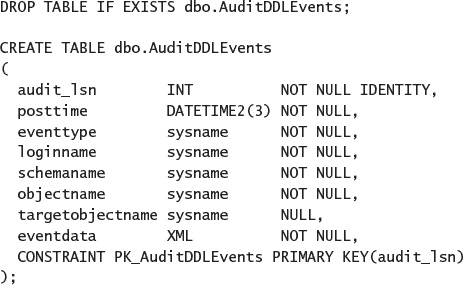 DROP TABLE IF EXISTS dbo.AuditDDLEvents;

CREATE TABLE dbo.AuditDDLEvents
(
  audit_lsn        INT          NOT NULL IDENTITY,
  posttime         DATETIME2(3) NOT NULL,
  eventtype        sysname      NOT NULL,
  loginname        sysname      NOT NULL,
  schemaname       sysname      NOT NULL,
  objectname       sysname      NOT NULL,
  targetobjectname sysname      NULL,
  eventdata        XML          NOT NULL,
  CONSTRAINT PK_AuditDDLEvents PRIMARY KEY(audit_lsn)
);